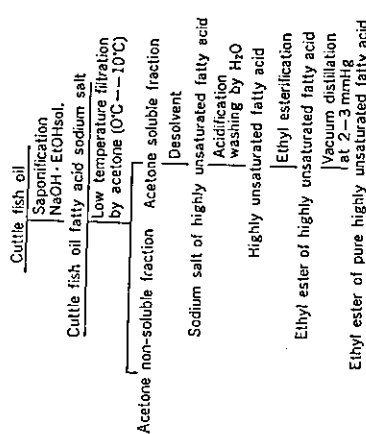 Cuttle fish oil
Saponification
NaOH・EtOHsol.
Cuttle fish oil fatty acid sodium salt
Low temperature filtration
by acetone (0°C-−-10°C)
Acetone non-soluble fraction Acetone soluble fraction
Desolvent
Sodium salt of highly unsaturated fatty acid
Acidification
washing by H₂O
Highly unsaturated fatty acid
Ethyl esterification
Ethyl ester of highly unsaturated fatty acid
Vacuum distillation
at 2−3 mmHg
Ethyl ester of pure highly unsaturated fatty acid